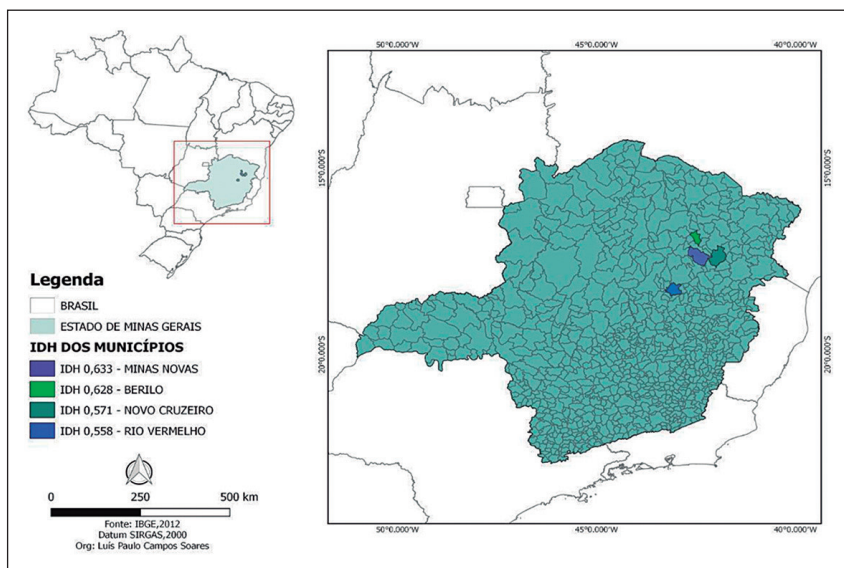 Legenda
BRASIL
ESTADO DE MINAS GERAIS
IDH DOS MUNICÍPIOS
IDH 0,633 - MINAS NOVAS
IDH 0,628 - BERILO
IDH 0,571 - NOVO CRUZEIRO
IDH 0,558 - RIO VERMELHO
0 250 500 km
Fonte: IBGE,2012
Datum SIRGAS,2000
Org: Luís Paulo Campos Soares
50°0.000'W 45°0.000'W 40°0.000'W
15°0.000'S 15°0.000'S
20°0.000'S 20°0.000'S
50°0.000'W 45°0.000'W 40°0.000'W